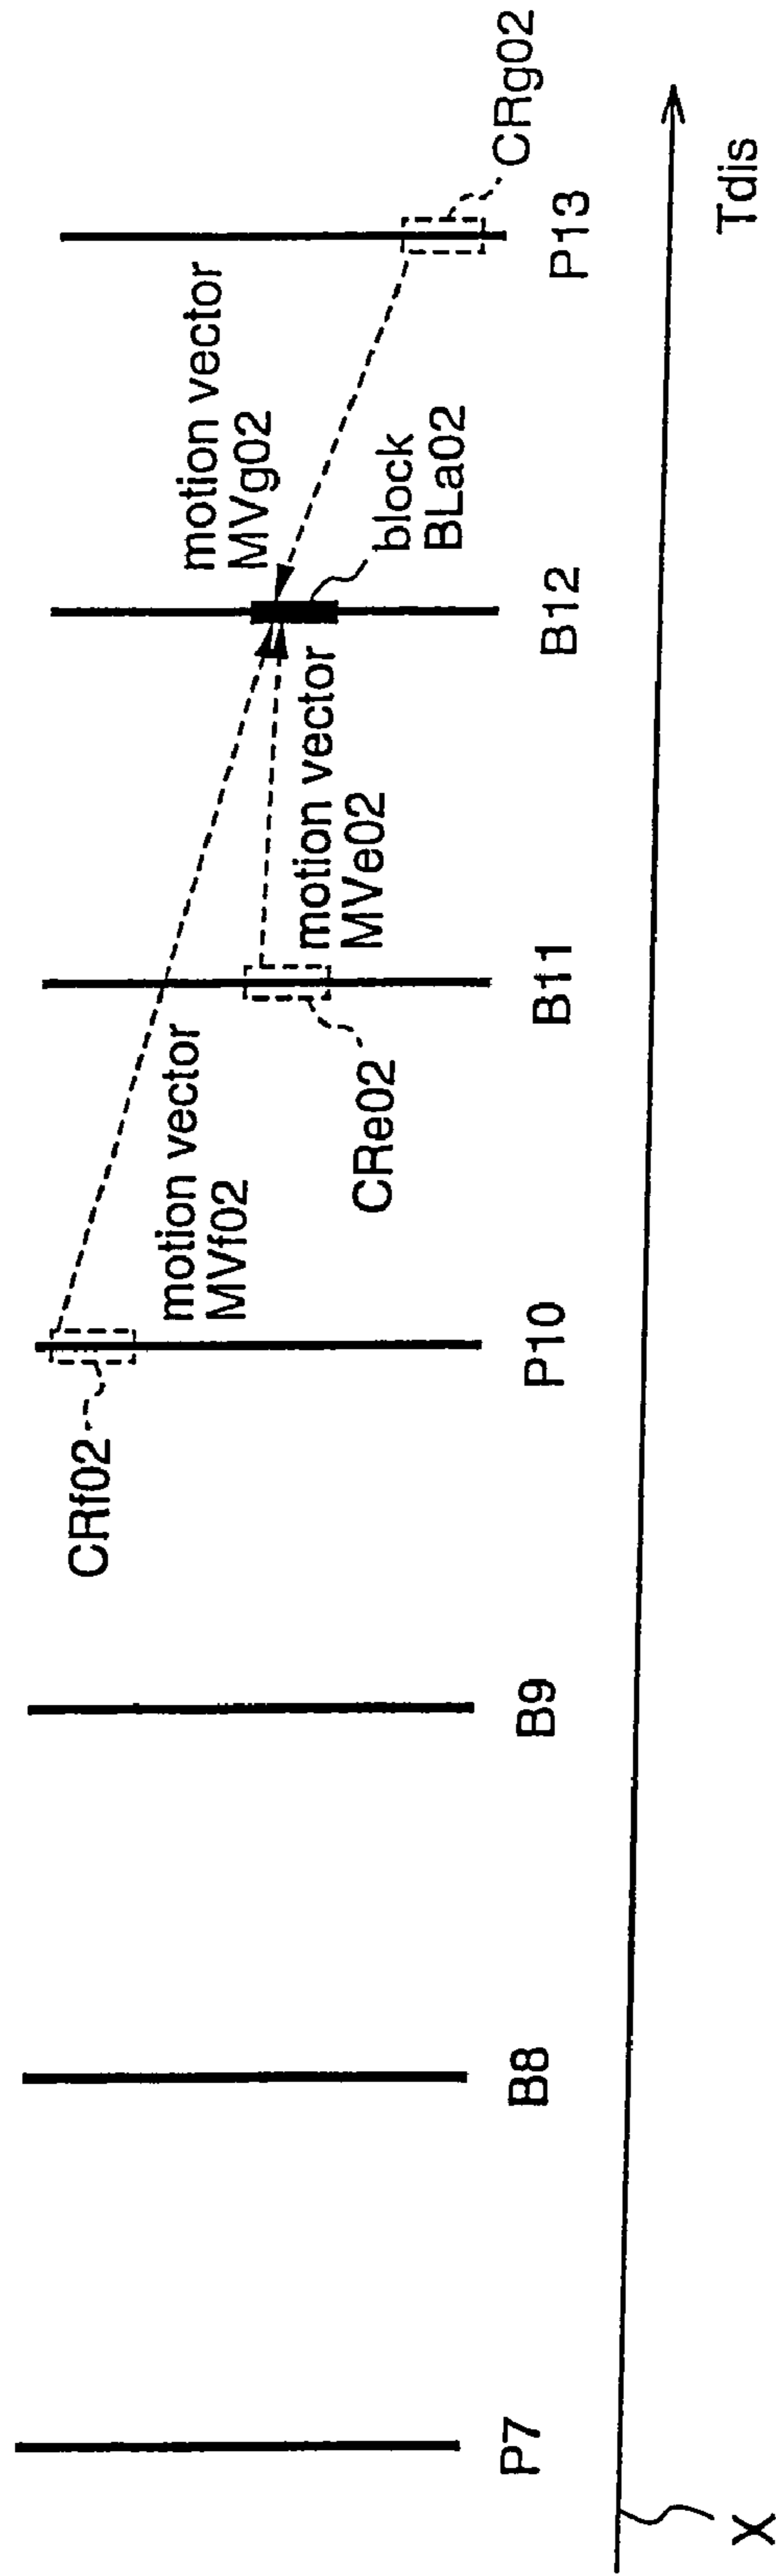 motion vector
MVg02
CRg02
block
BLa02
motion vector
MVe02
motion vector
MVf02
CRe02
CRf02
P7
B8
B9
P10
B11
B12
P13
Tdis
X